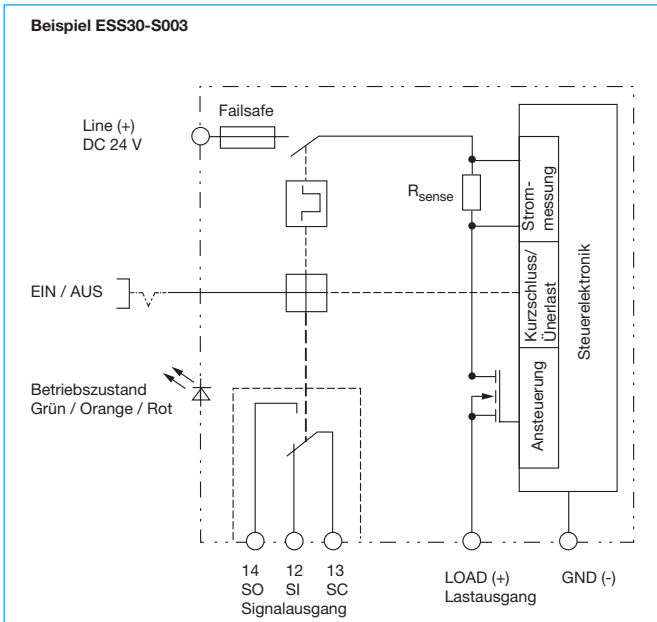 Beispiel ESS30-S003
Failsafe
Line (+)
DC 24 V
Rsense
Strom-
messung
Kurzschluss/
Ünerlast
Ansteuerung
Steuerelektronik
EIN / AUS
Betriebszustand
Grün / Orange / Rot
14 12 13
SO SI SC
Signalausgang
LOAD (+)
Lastausgang
GND (-)